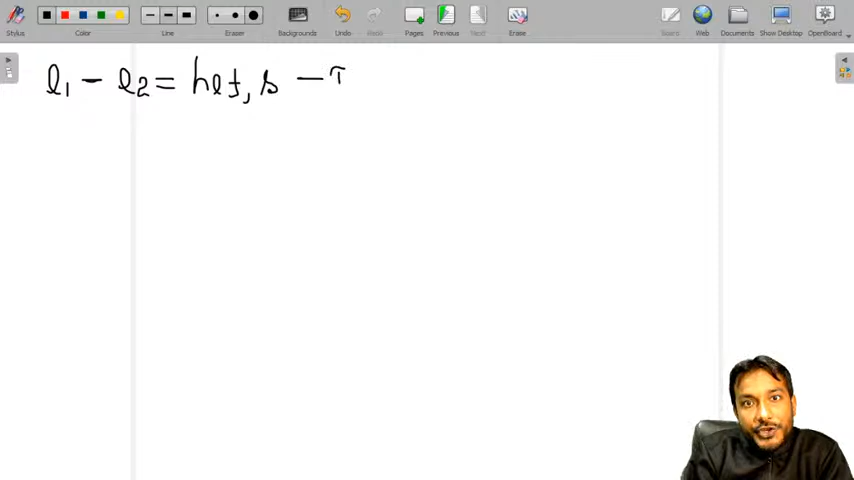 Stylus Color Line Eraser Backgrounds Undo Redo Pages Previous Next Erase Board Web Documents Show Desktop OpenBoard
l₁ - l₂ = hlf,s - T